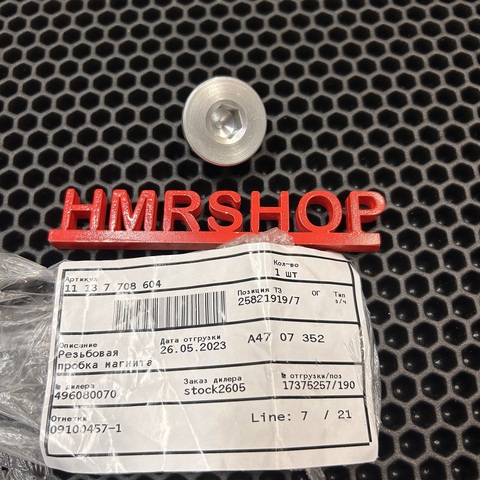 HMRSHOP
Артикул
11 13 7 708 604
Кол-во
1 шт
Позиция ТЗ ОГ Тип з/ч
25821919/7
Описание
Резьбовая
пробка магнита
Дата отгрузки
26.05.2023
A47 07 352
№ дилера
496080070
Заказ дилера
stock2605
№ отгрузки/поз
17375257/190
Отметки
09100457-1
Line: 7 / 21